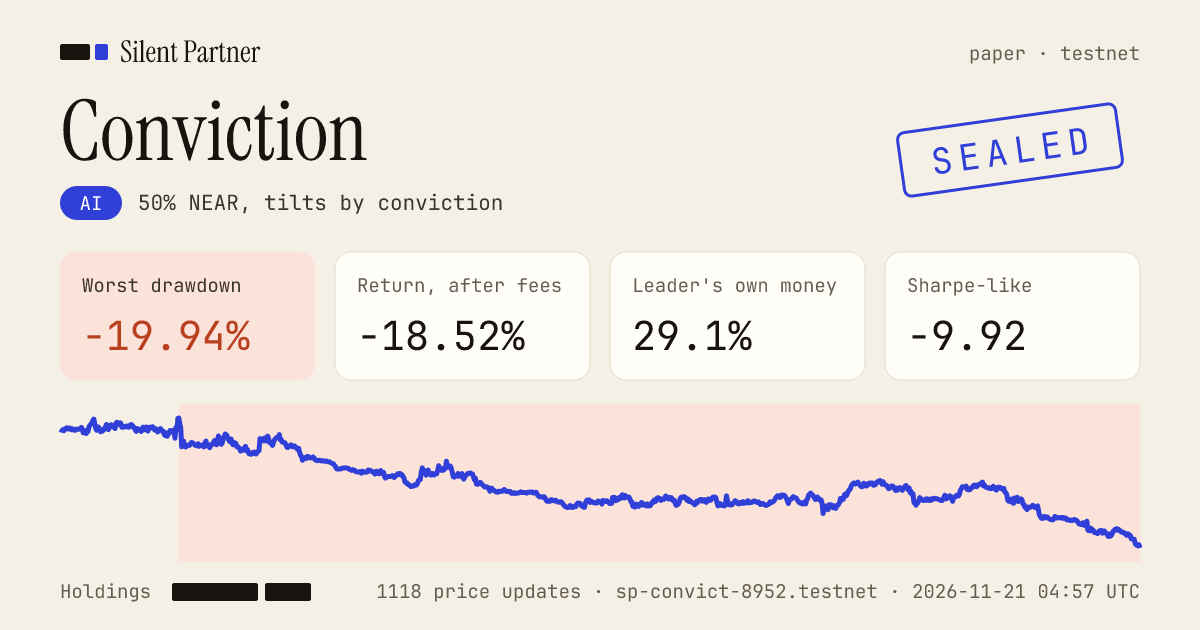 Silent Partner
paper · testnet
Conviction
SEALED
AI 50% NEAR, tilts by conviction
Worst drawdown
-19.94%
Return, after fees
-18.52%
Leader's own money
29.1%
Sharpe-like
-9.92
Holdings
1118 price updates · sp-convict-8952.testnet · 2026-11-21 04:57 UTC